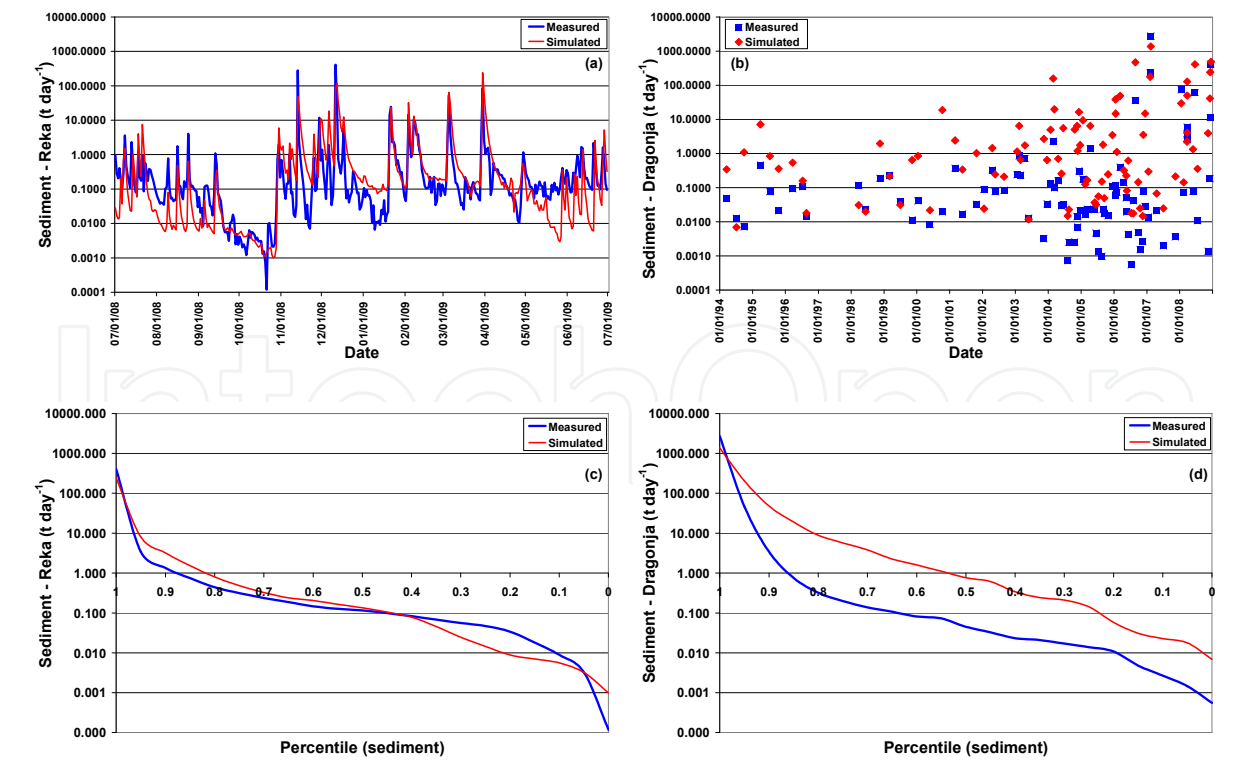 10000.0000
1000.0000
100.0000
10.0000
1.0000
0.1000
0.0100
0.0010
0.0001
Sediment - Reka (t day-1)
Measured
Simulated
(a)
07/01/08
08/01/08
09/01/08
10/01/08
11/01/08
12/01/08
01/01/09
02/01/09
03/01/09
04/01/09
05/01/09
06/01/09
07/01/09
Date
10000.0000
1000.0000
100.0000
10.0000
1.0000
0.1000
0.0100
0.0010
0.0001
Sediment - Dragonja (t day-1)
Measured
Simulated
(b)
01/01/94
01/01/95
01/01/96
01/01/97
01/01/98
01/01/99
01/01/00
01/01/01
01/01/02
01/01/03
01/01/04
01/01/05
01/01/06
01/01/07
01/01/08
Date
IntechOpen
10000.000
1000.000
100.000
10.000
1.000
0.100
0.010
0.001
0.000
Sediment - Reka (t day-1)
Measured
Simulated
(c)
1 0.9 0.8 0.7 0.6 0.5 0.4 0.3 0.2 0.1 0
Percentile (sediment)
10000.000
1000.000
100.000
10.000
1.000
0.100
0.010
0.001
0.000
Sediment - Dragonja (t day-1)
Measured
Simulated
(d)
1 0.9 0.8 0.7 0.6 0.5 0.4 0.3 0.2 0.1 0
Percentile (sediment)